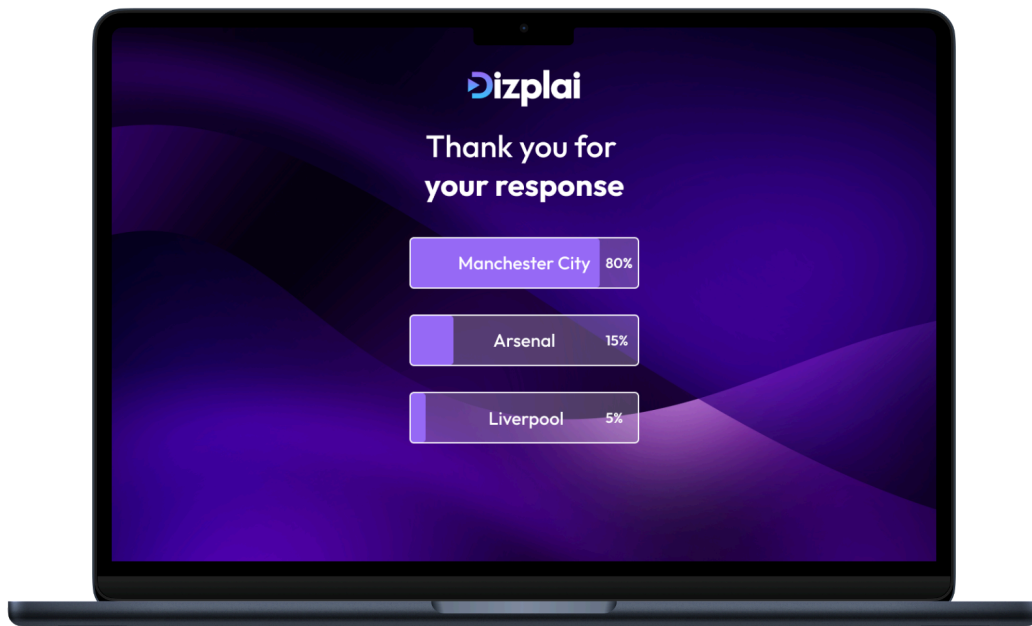 Dizplai
Thank you for
your response
Manchester City 80%
Arsenal 15%
Liverpool 5%